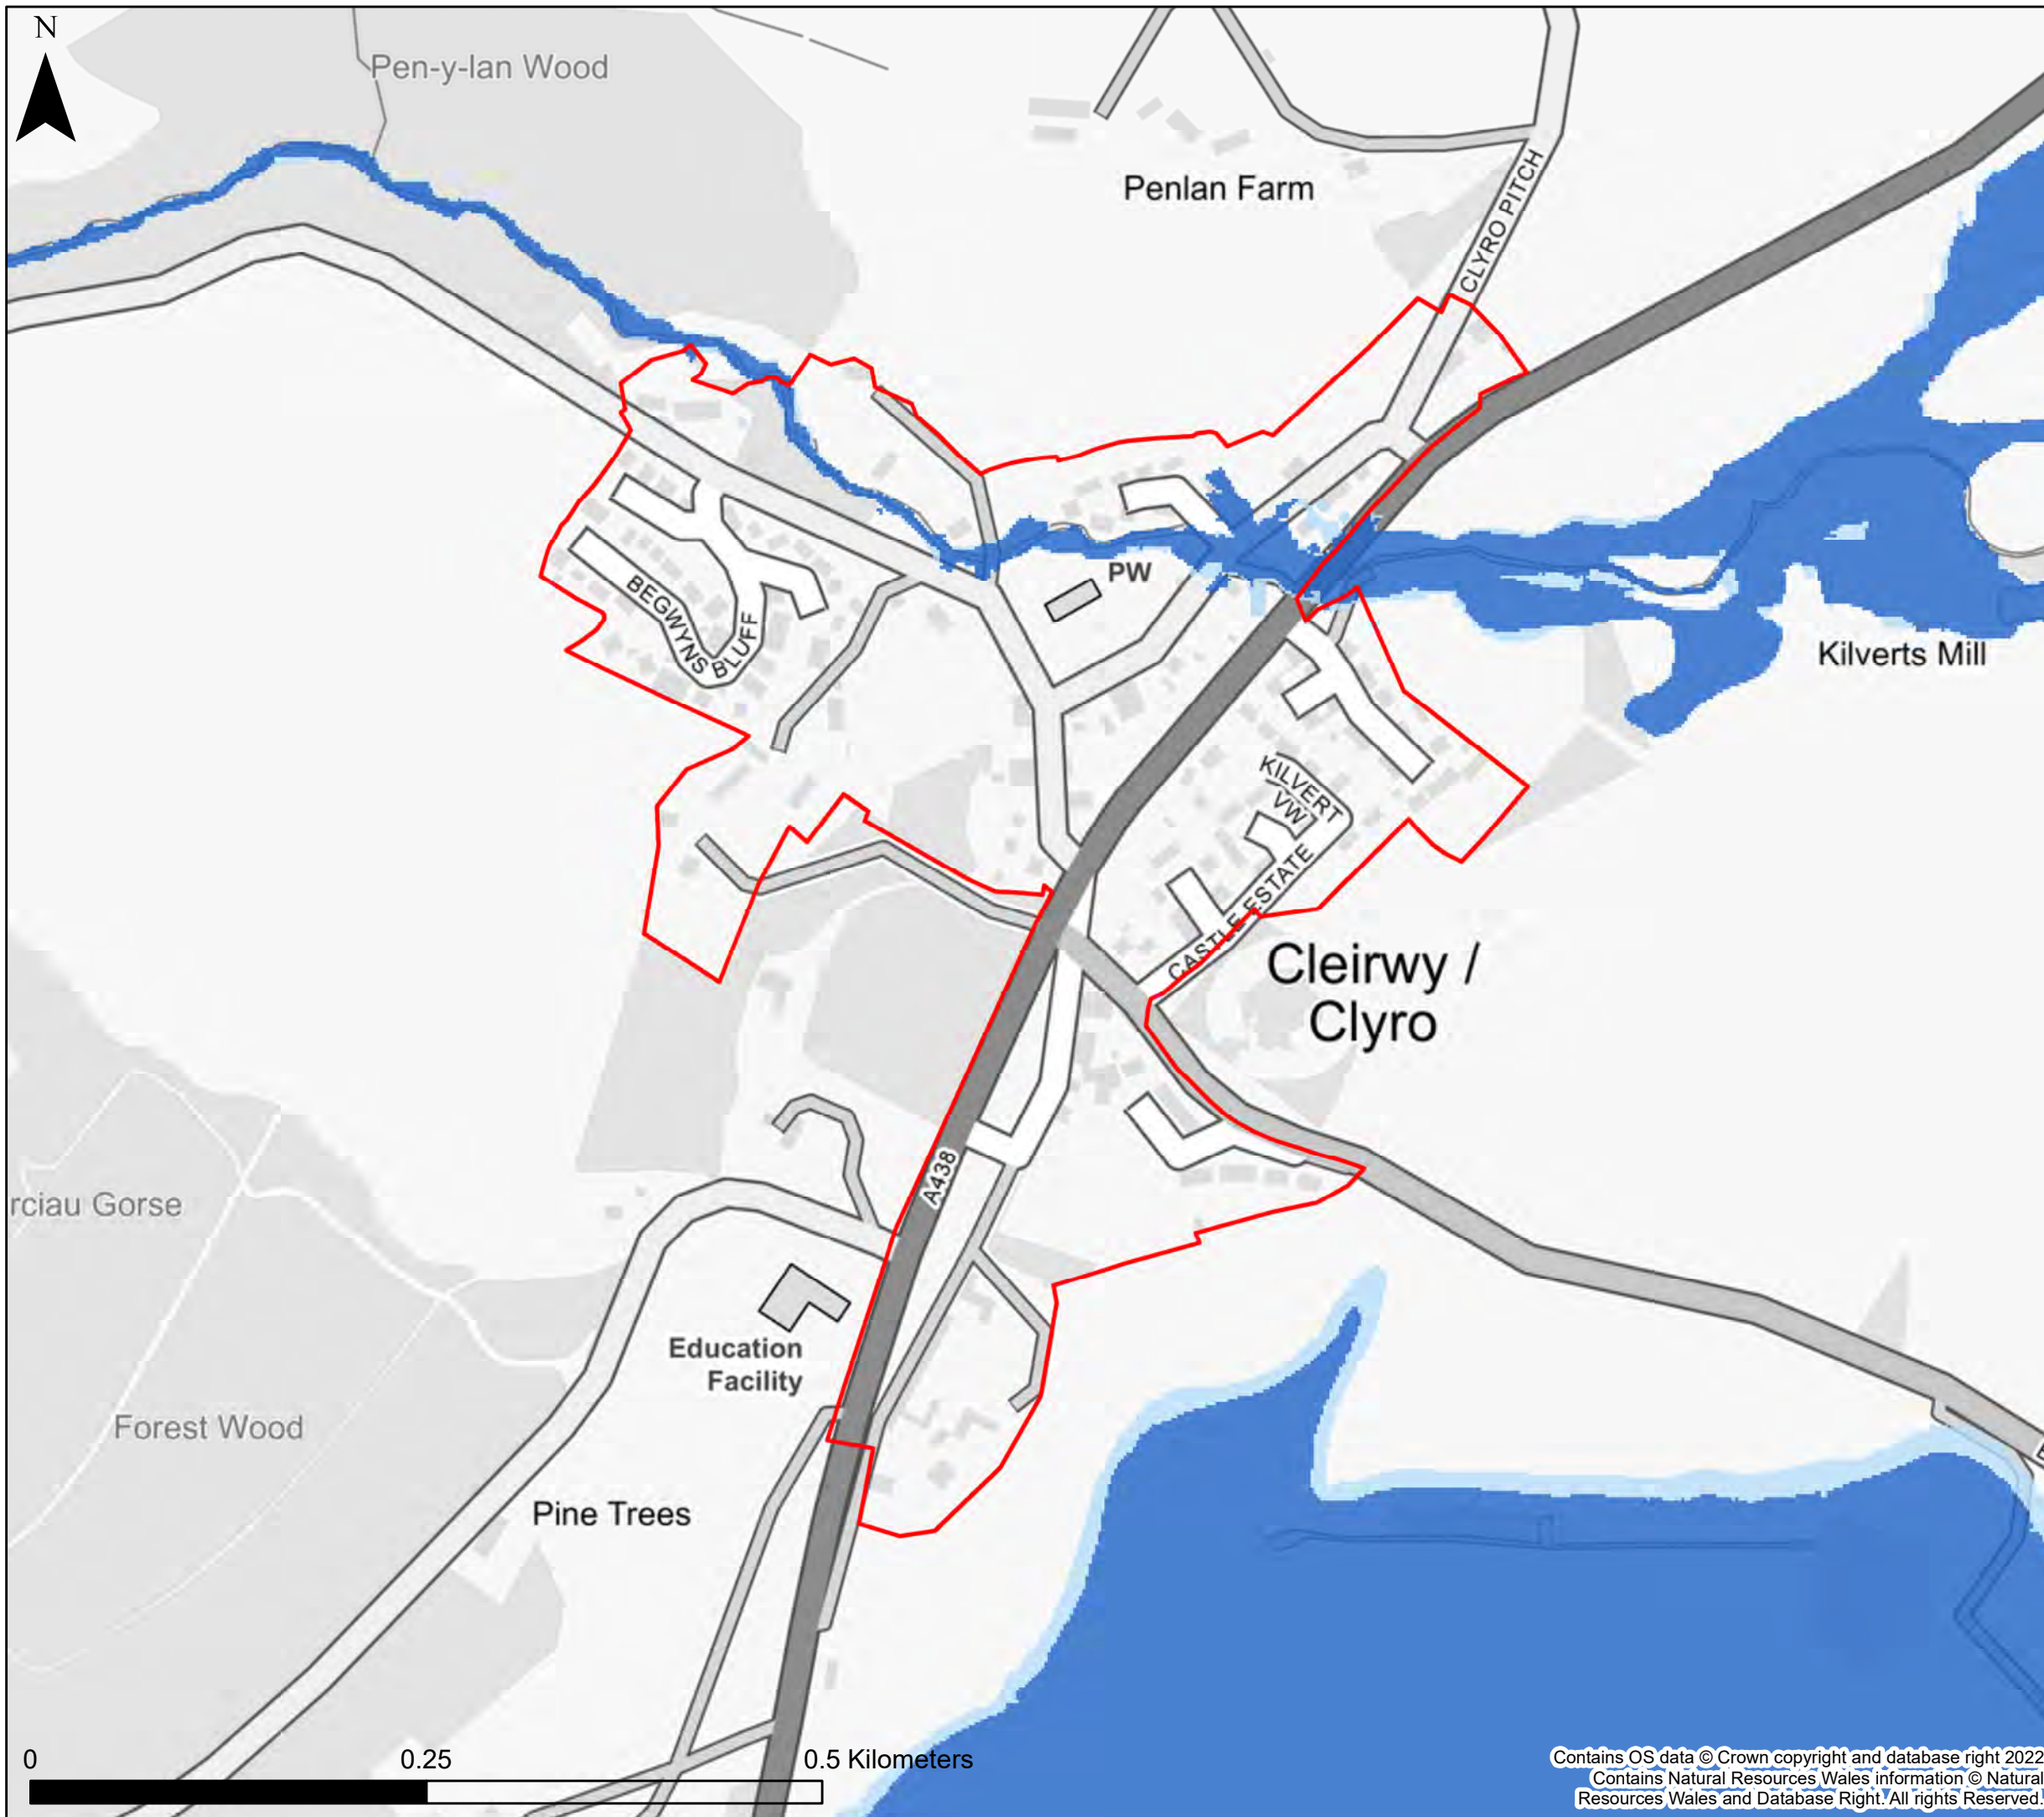 N
Pen-y-lan Wood
Penlan Farm
CLYRO PITCH
PW
BEGWYNS BLUFF
Kilverts Mill
KILVERT
VW
CASTLE ESTATE
Cleirwy /
Clyro
A438
rciau Gorse
Education
Facility
Forest Wood
Pine Trees
0
0.25
0.5 Kilometers
Contains OS data © Crown copyright and database right 2022
Contains Natural Resources Wales information © Natural
Resources Wales and Database Right. All rights Reserved.